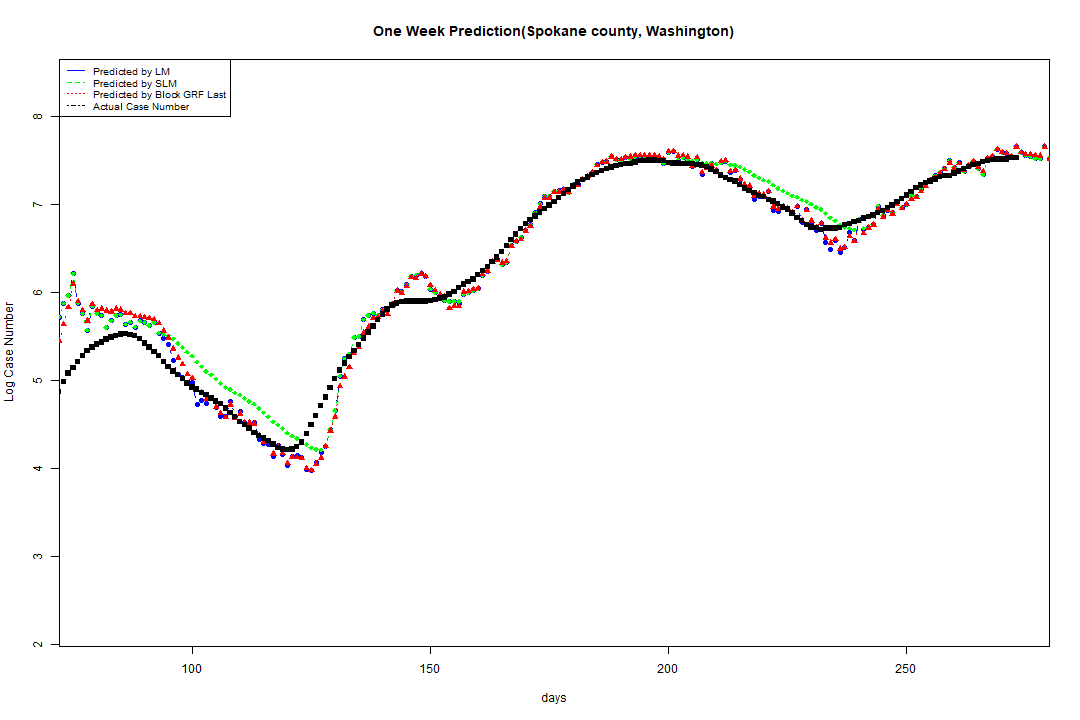 One Week Prediction(Spokane county, Washington)
Predicted by LM
Predicted by SLM
Predicted by Block GRF Last
Actual Case Number
8
7
6
5
4
3
2
Log Case Number
100 150 200 250
days